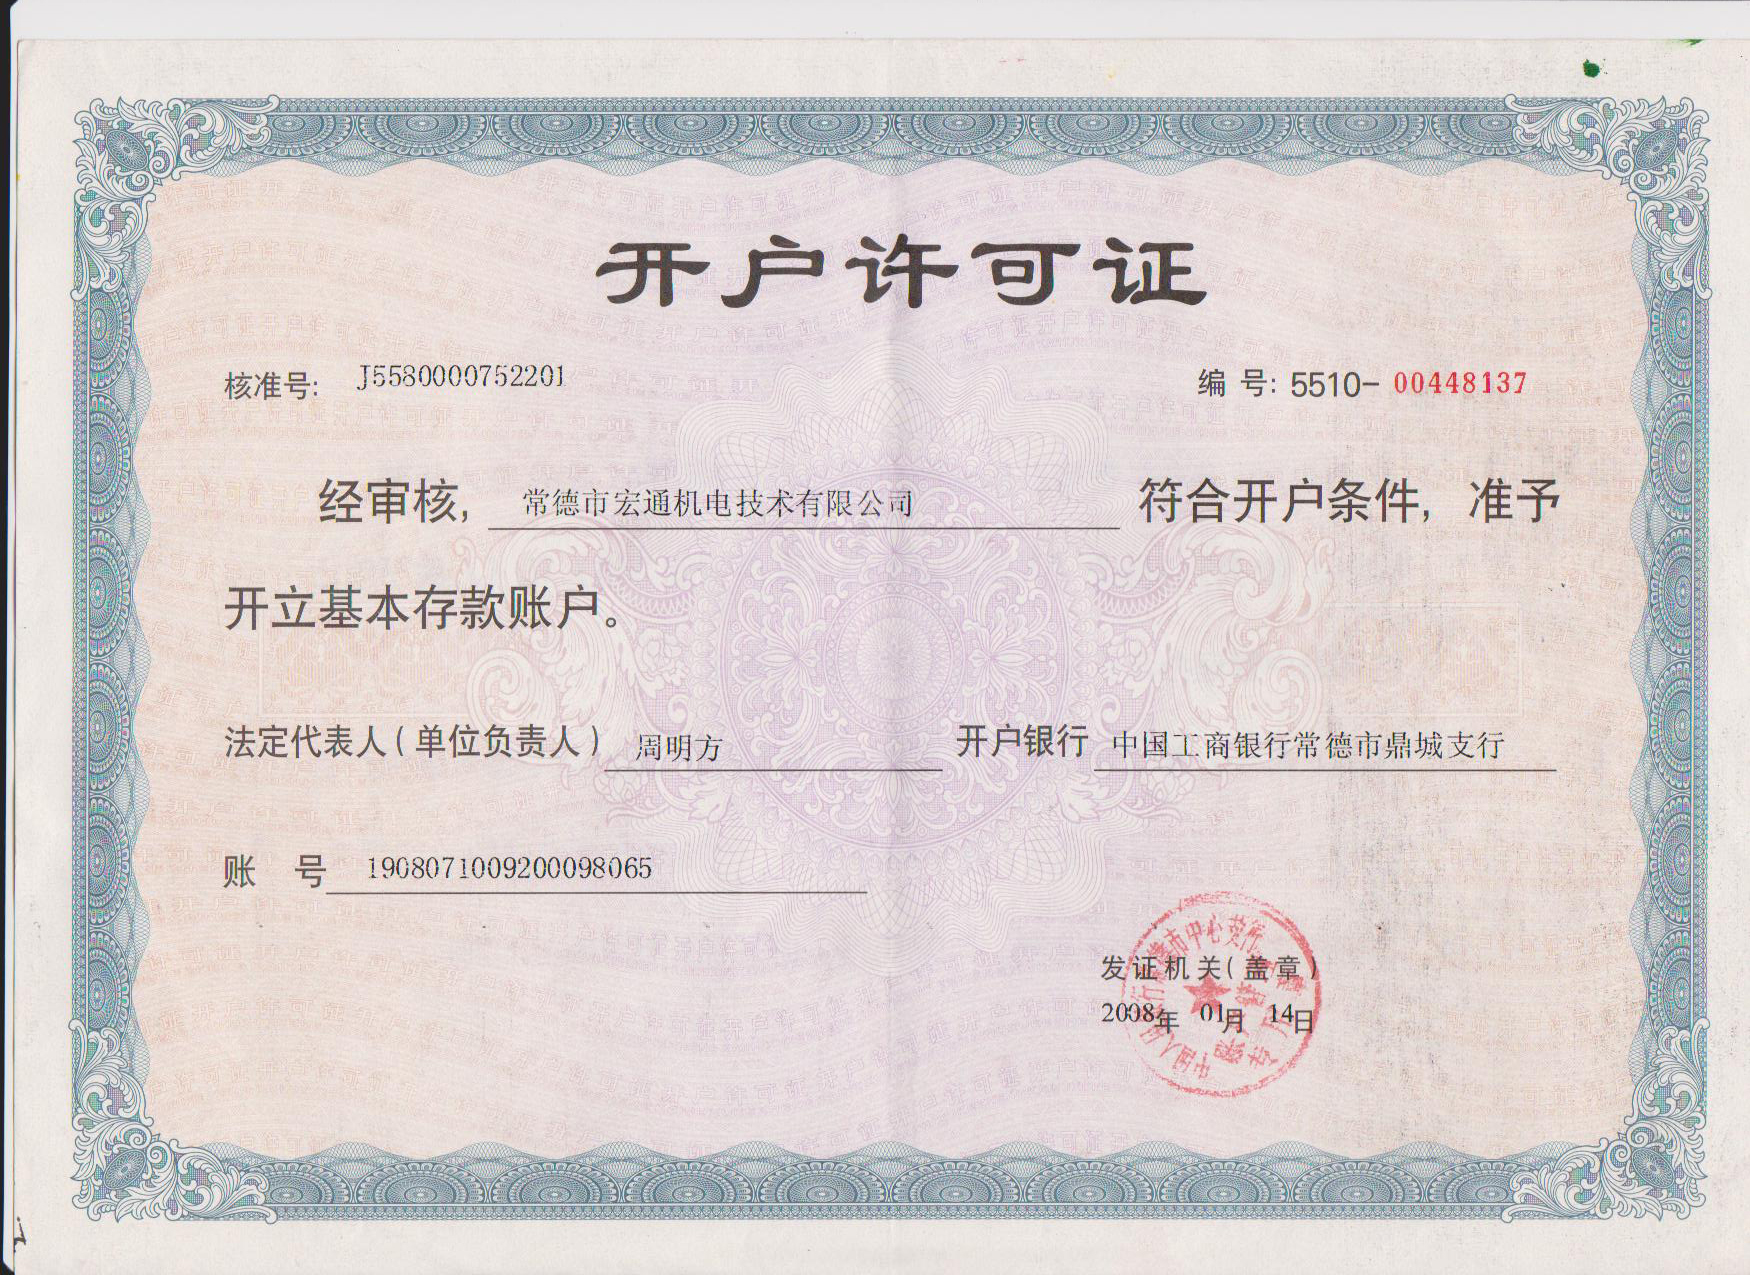 开户许可证
核准号: J5580000752201
编 号: 5510- 00448137
经审核, 常德市宏通机电技术有限公司 符合开户条件, 准予
开立基本存款账户。
法定代表人(单位负责人) 周明方 开户银行 中国工商银行常德市鼎城支行
账 号 1908071009200098065
发证机关(盖章)
2008年 01月 14日